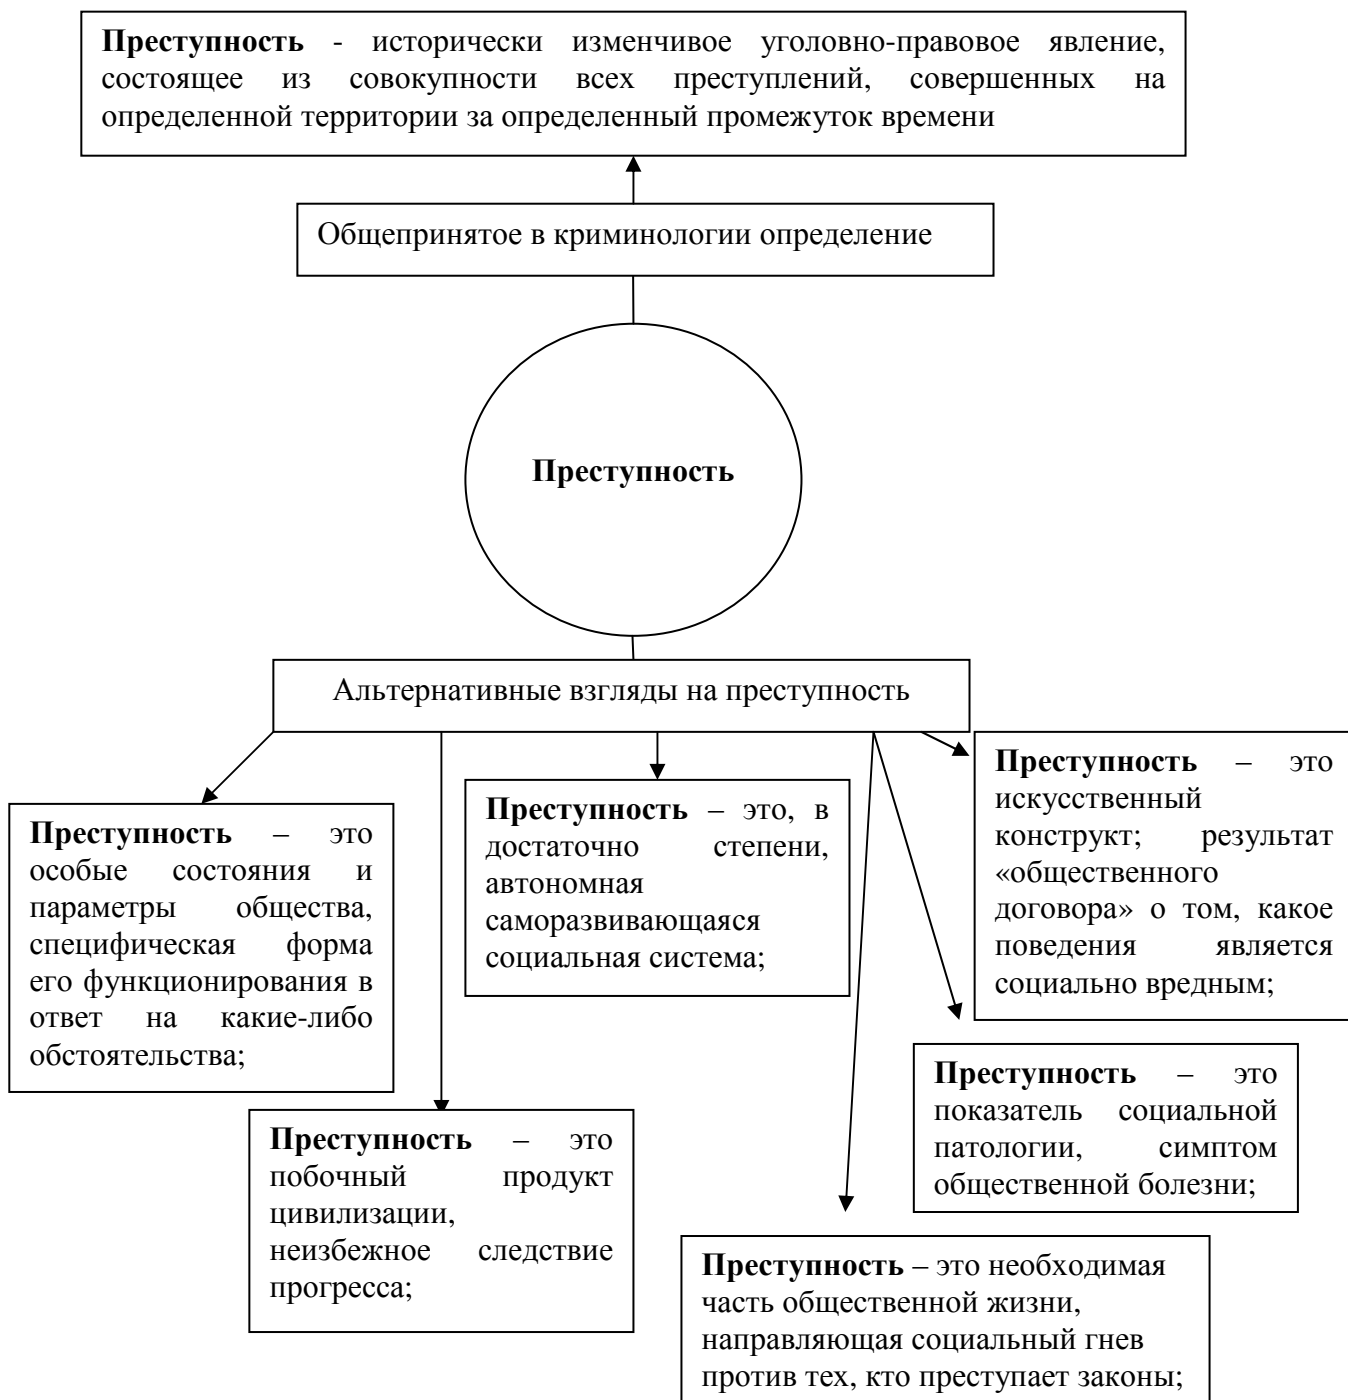 Преступность - исторически изменчивое уголовно-правовое явление,
состоящее из совокупности всех преступлений, совершенных на
определенной территории за определенный промежуток времени
Общепринятое в криминологии определение
Преступность
Альтернативные взгляды на преступность
Преступность – это
особые состояния и
параметры общества,
специфическая форма
его функционирования в
ответ на какие-либо
обстоятельства;
Преступность – это
побочный продукт
цивилизации,
неизбежное следствие
прогресса;
Преступность – это, в
достаточно степени,
автономная
саморазвивающаяся
социальная система;
Преступность – это необходимая
часть общественной жизни,
направляющая социальный гнев
против тех, кто преступает законы;
Преступность – это
показатель социальной
патологии, симптом
общественной болезни;
Преступность – это
искусственный
конструкт; результат
«общественного
договора» о том, какое
поведения является
социально вредным;